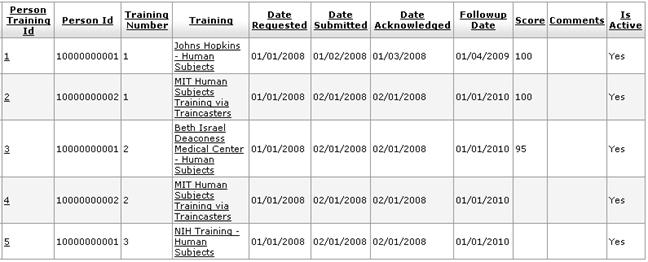 Person Training Id Person Id Training Number Training Date Requested Date Submitted Date Acknowledged Followup Date Score Comments Is Active
1 10000000001 1 Johns Hopkins - Human Subjects 01/01/2008 01/02/2008 01/03/2008 01/04/2009 100 Yes
2 10000000002 1 MIT Human Subjects Training via Traincasters 01/01/2008 02/01/2008 02/01/2008 01/01/2010 100 Yes
3 10000000001 2 Beth Israel Deaconess Medical Center - Human Subjects 01/01/2008 02/01/2008 02/01/2008 01/01/2010 95 Yes
4 10000000002 2 MIT Human Subjects Training via Traincasters 01/01/2008 02/01/2008 02/01/2008 01/01/2010 Yes
5 10000000001 3 NIH Training - Human Subjects 01/01/2008 02/01/2008 02/01/2008 01/01/2010 Yes